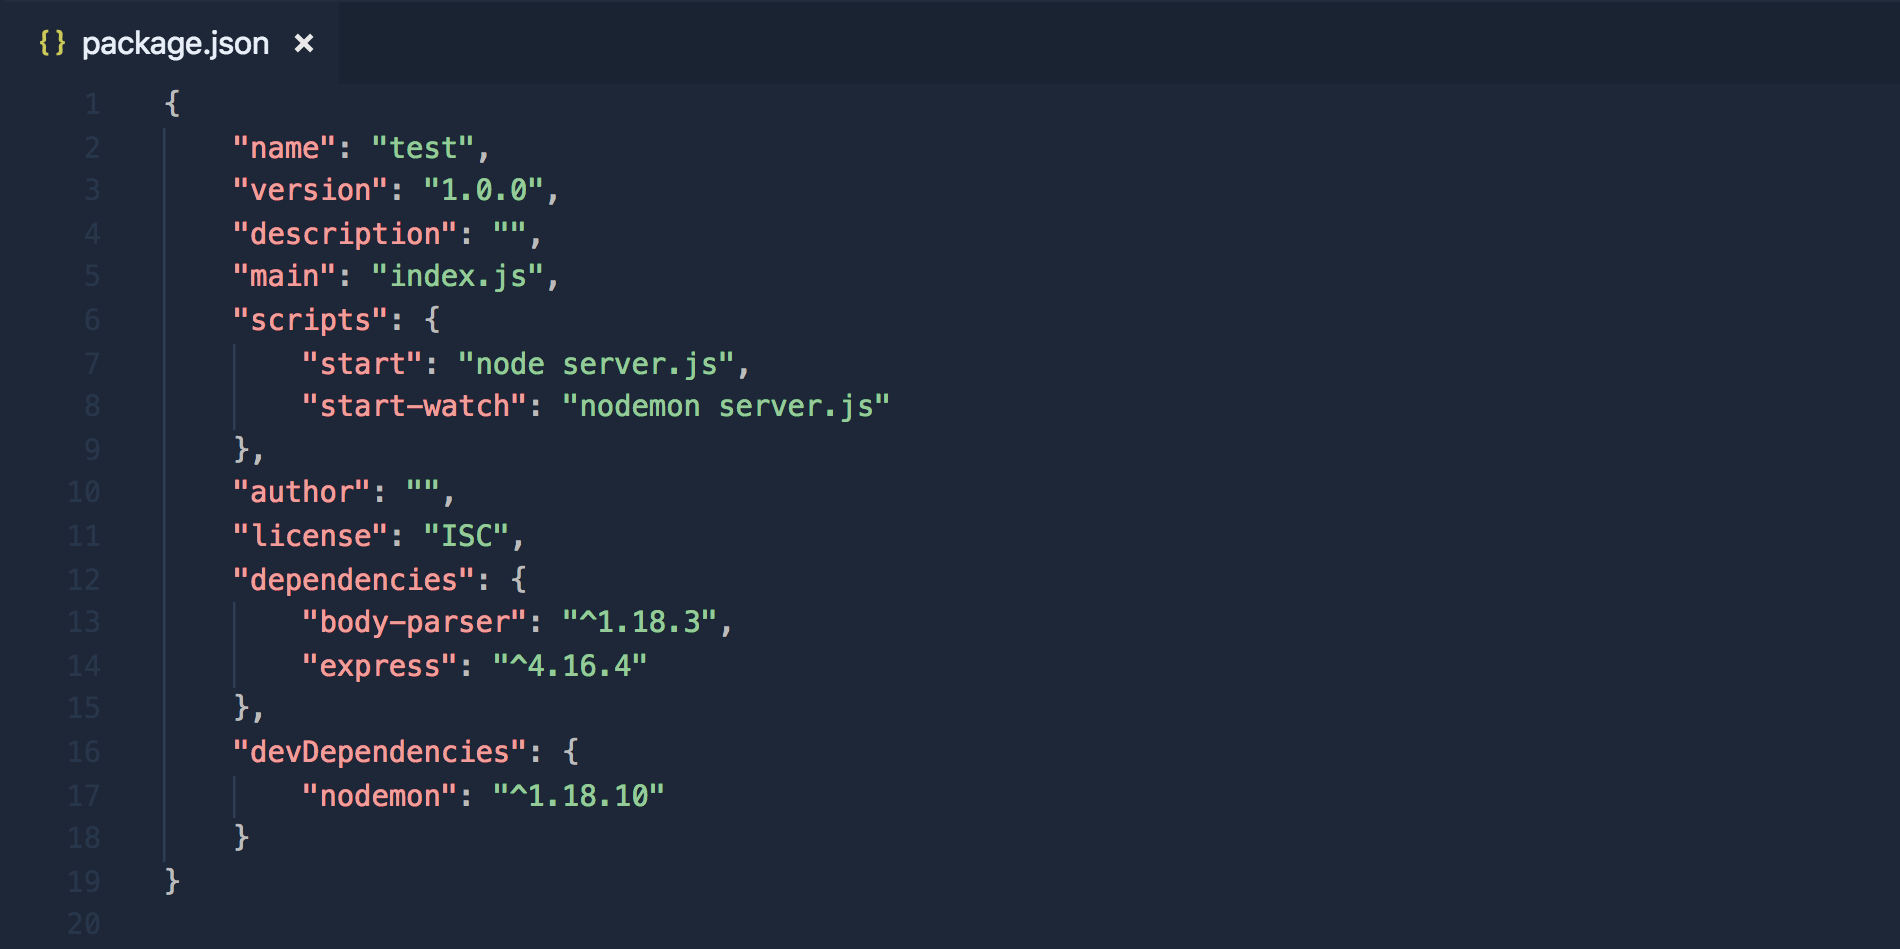 {} package.json ×
1 {
2     "name": "test",
3     "version": "1.0.0",
4     "description": "",
5     "main": "index.js",
6     "scripts": {
7         "start": "node server.js",
8         "start-watch": "nodemon server.js"
9     },
10     "author": "",
11     "license": "ISC",
12     "dependencies": {
13         "body-parser": "^1.18.3",
14         "express": "^4.16.4"
15     },
16     "devDependencies": {
17         "nodemon": "^1.18.10"
18     }
19 }
20